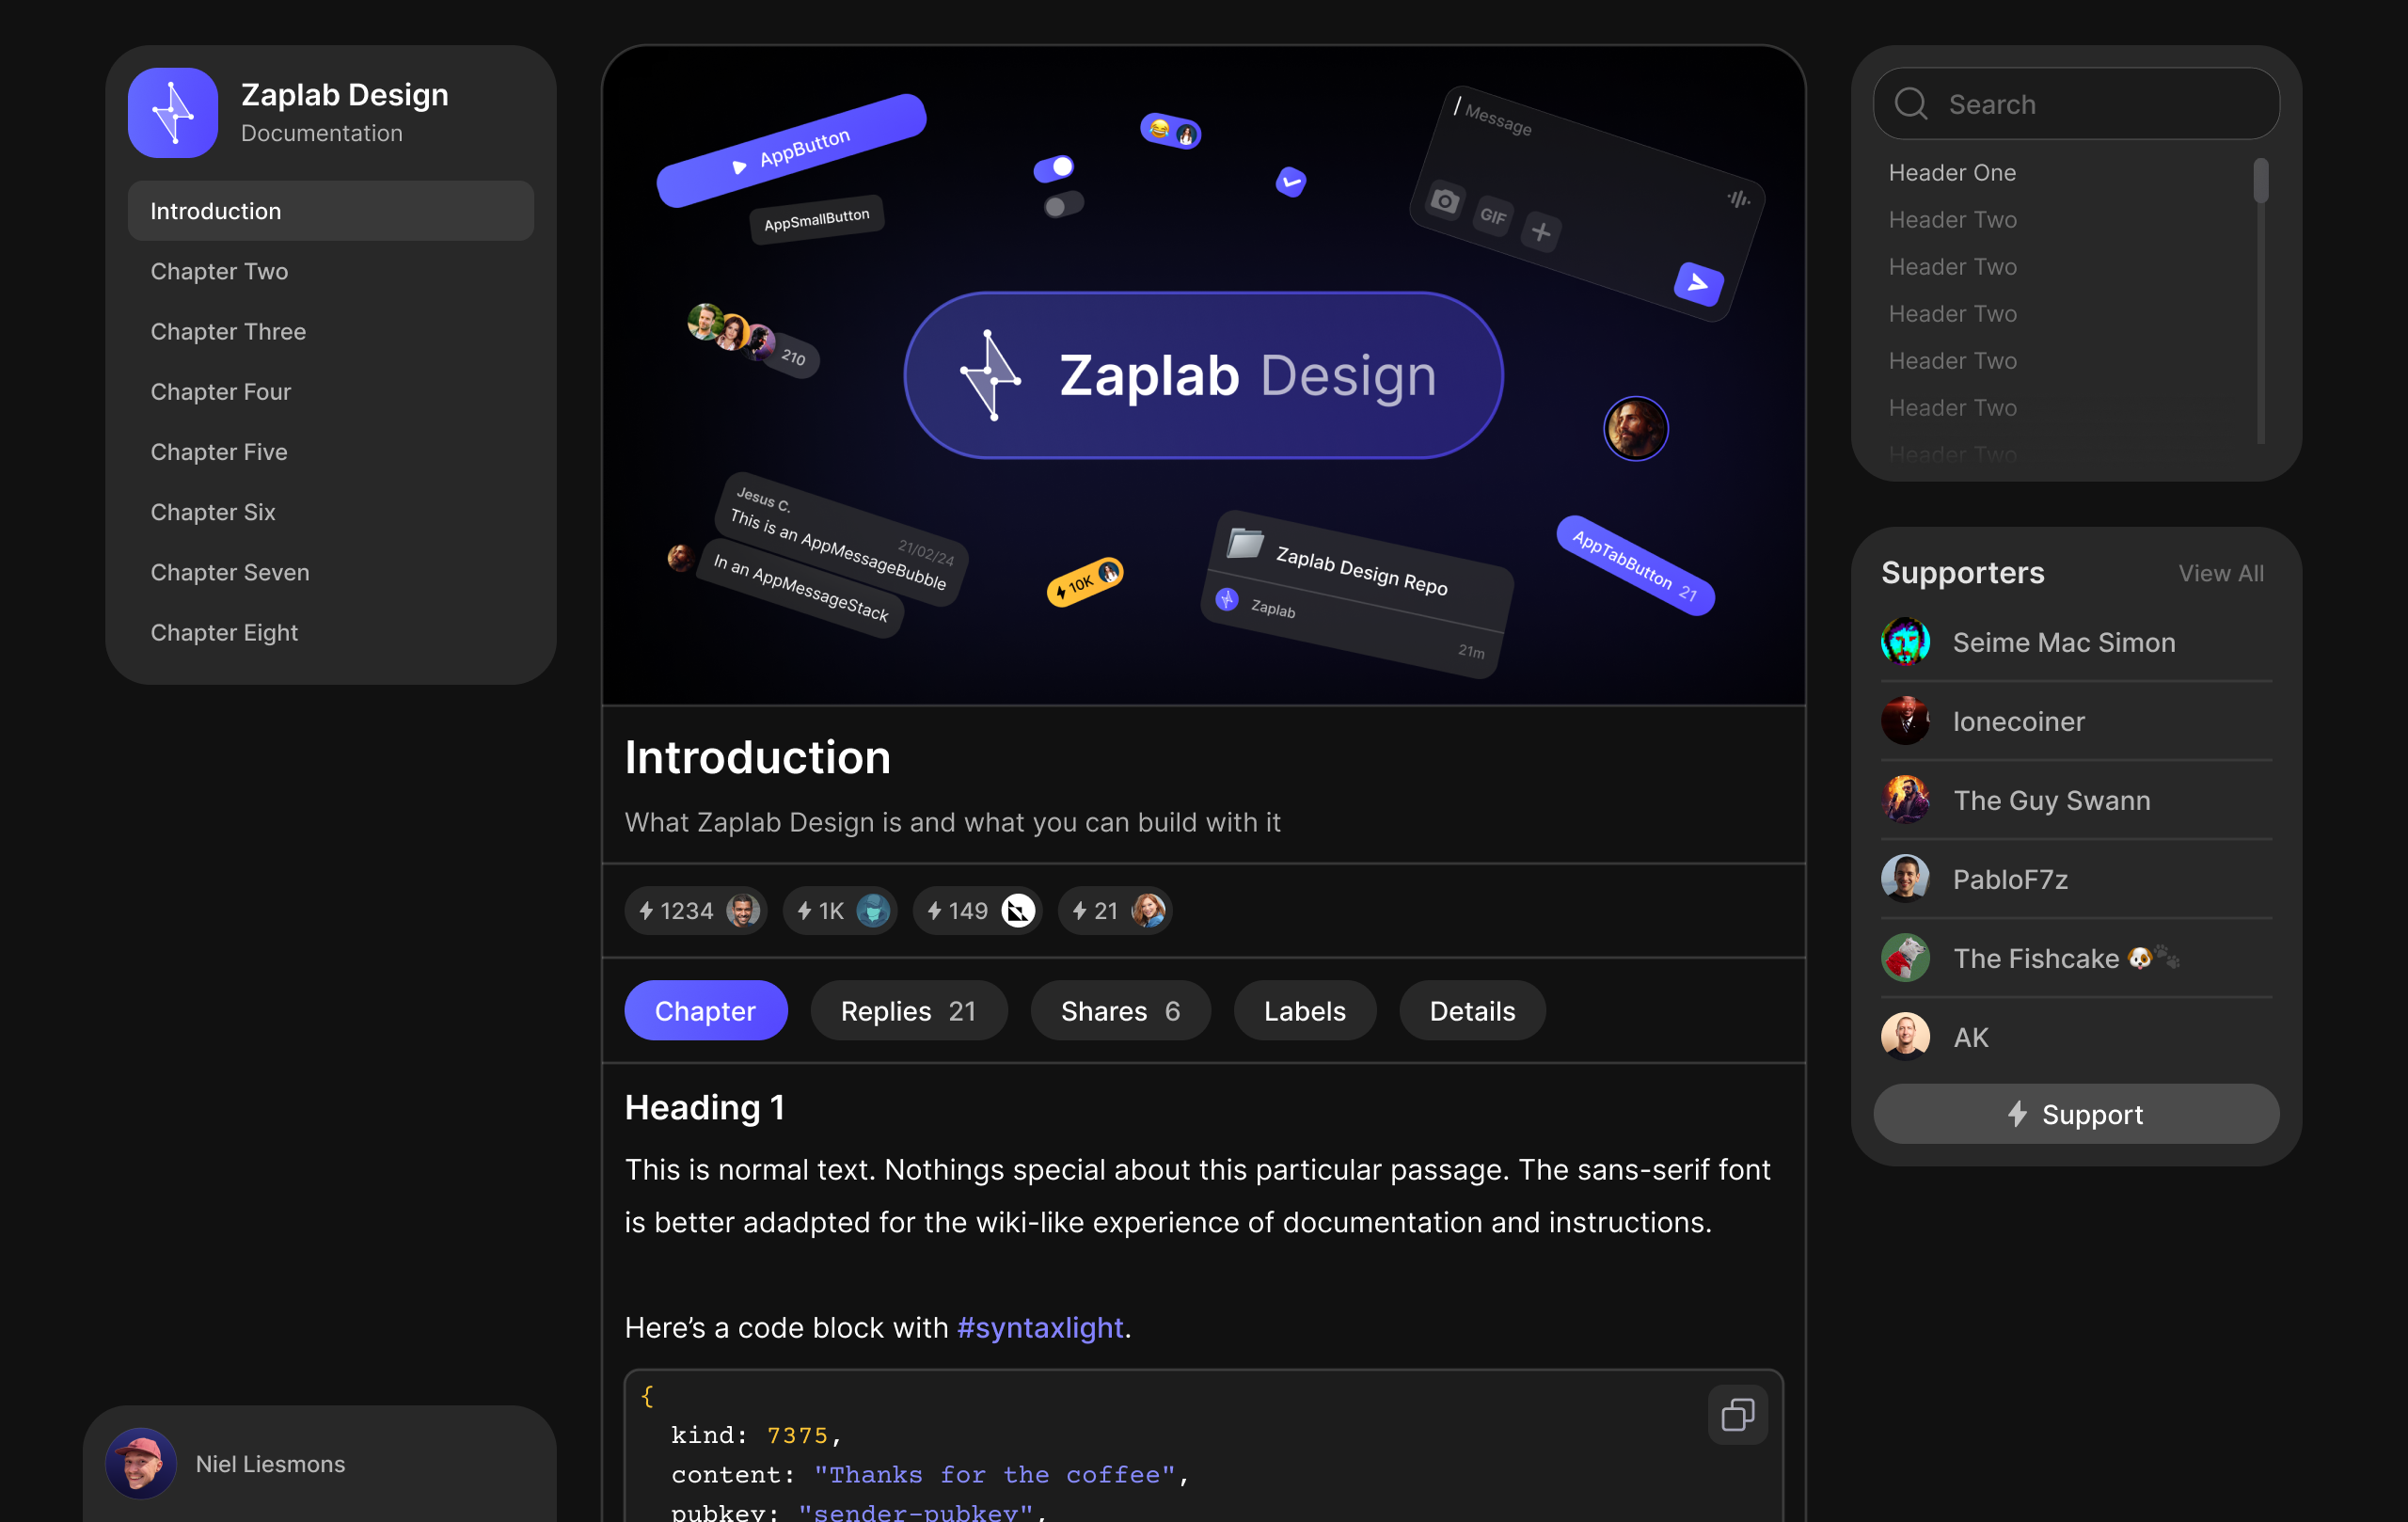 Zaplab Design
Documentation
Introduction
Chapter Two
Chapter Three
Chapter Four
Chapter Five
Chapter Six
Chapter Seven
Chapter Eight
Niel Liesmons
AppButton
AppSmallButton
Message
GIF
210
Zaplab Design
Jesus C.
21/02/24
This is an AppMessageBubble
In an AppMessageStack
10K
Zaplab Design Repo
Zaplab
21m
AppTabButton 21
Introduction
What Zaplab Design is and what you can build with it
1234 1K 149 21
Chapter Replies 21 Shares 6 Labels Details
Heading 1
This is normal text. Nothings special about this particular passage. The sans-serif font
is better adadpted for the wiki-like experience of documentation and instructions.
Here’s a code block with #syntaxlight.
{
kind: 7375,
content: "Thanks for the coffee",
pubkey: "sender-pubkey",
Search
Header One
Header Two
Header Two
Header Two
Header Two
Header Two
Header Two
Supporters View All
Seime Mac Simon
lonecoiner
The Guy Swann
PabloF7z
The Fishcake 🐶🐾
AK
Support